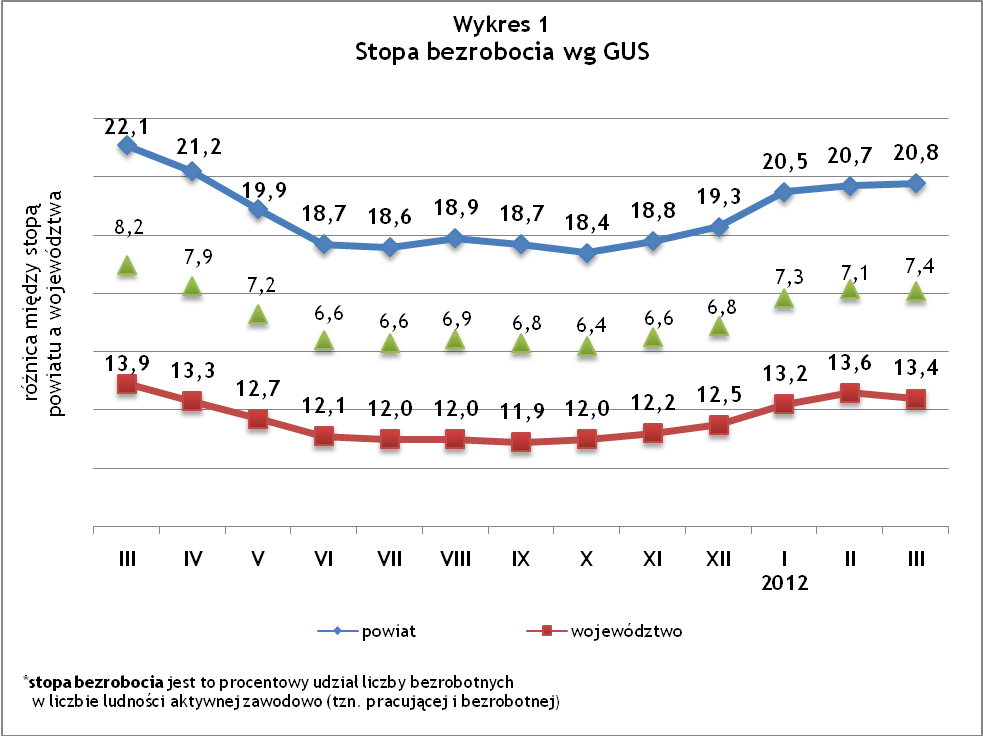 Wykres 1
Stopa bezrobocia wg GUS
różnica między stopą
powiatu a województwa
22,1 21,2 19,9 18,7 18,6 18,9 18,7 18,4 18,8 19,3 20,5 20,7 20,8
8,2 7,9 7,2 6,6 6,6 6,9 6,8 6,4 6,6 6,8 7,3 7,1 7,4
13,9 13,3 12,7 12,1 12,0 12,0 11,9 12,0 12,2 12,5 13,2 13,6 13,4
III IV V VI VII VIII IX X XI XII I II III
2012
powiat województwo
*stopa bezrobocia jest to procentowy udział liczby bezrobotnych
w liczbie ludności aktywnej zawodowo (tzn. pracującej i bezrobotnej)